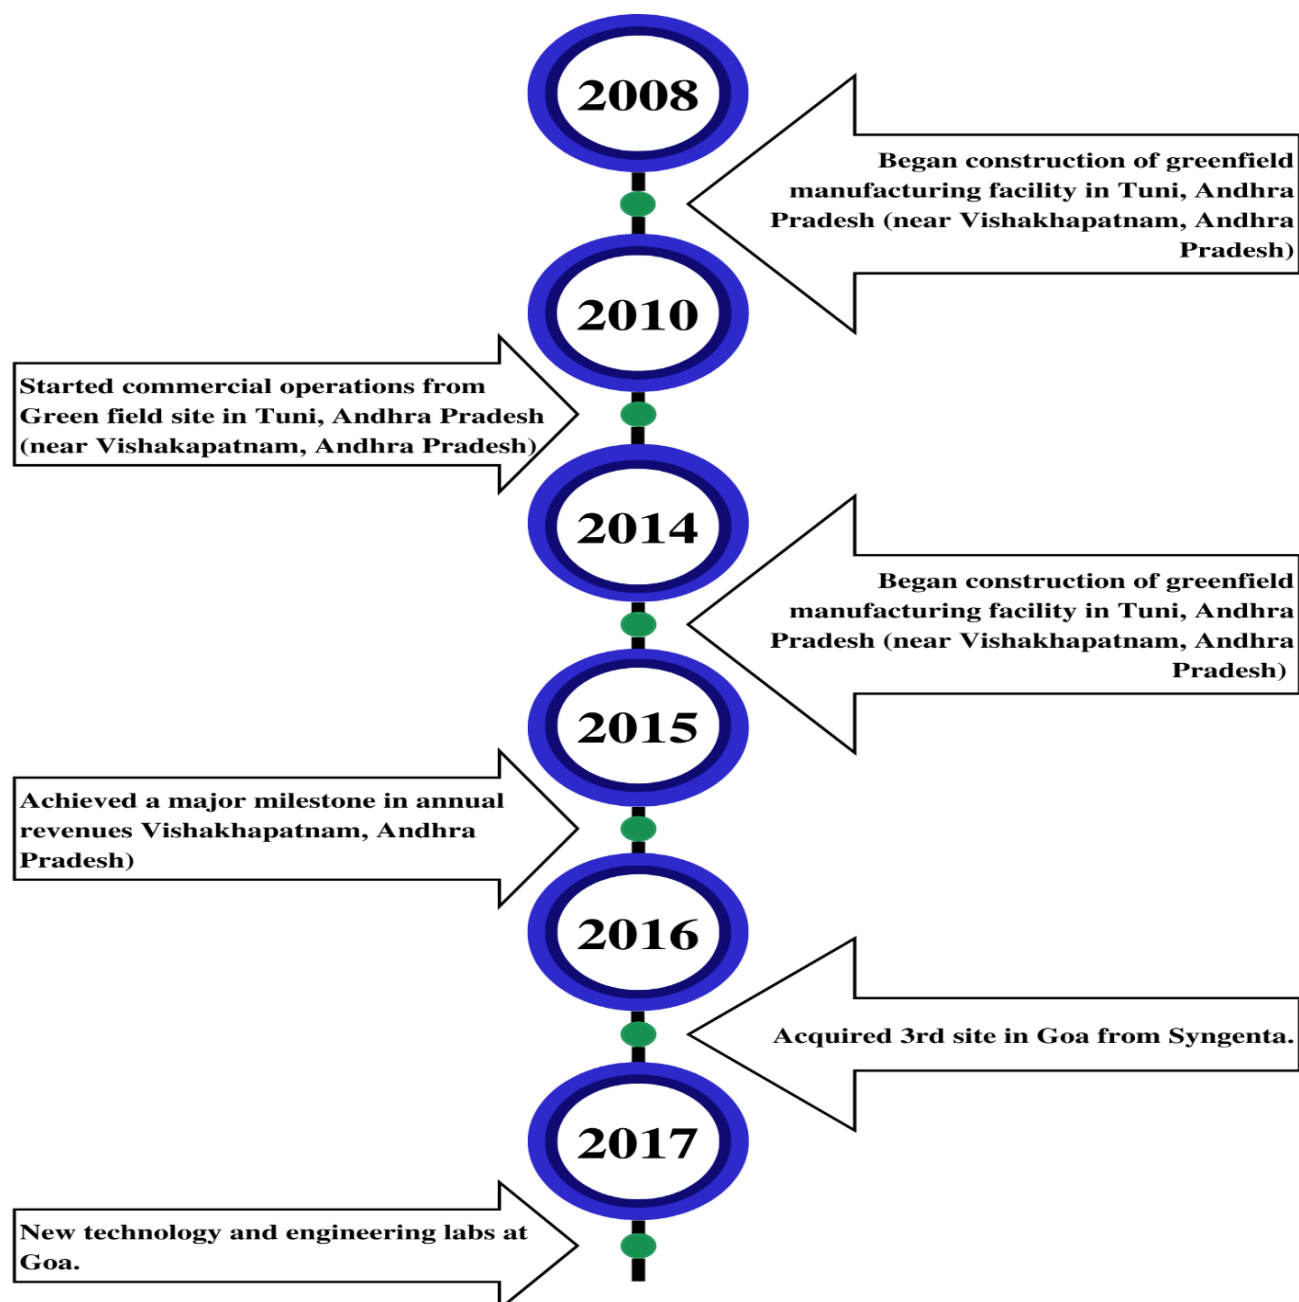 2008
Began construction of greenfield
manufacturing facility in Tuni, Andhra
Pradesh (near Vishakhapatnam, Andhra
Pradesh)
2010
Started commercial operations from
Green field site in Tuni, Andhra Pradesh
(near Vishakapatnam, Andhra Pradesh)
2014
Began construction of greenfield
manufacturing facility in Tuni, Andhra
Pradesh (near Vishakhapatnam, Andhra
Pradesh)
2015
Achieved a major milestone in annual
revenues Vishakhapatnam, Andhra
Pradesh)
2016
Acquired 3rd site in Goa from Syngenta.
2017
New technology and engineering labs at
Goa.